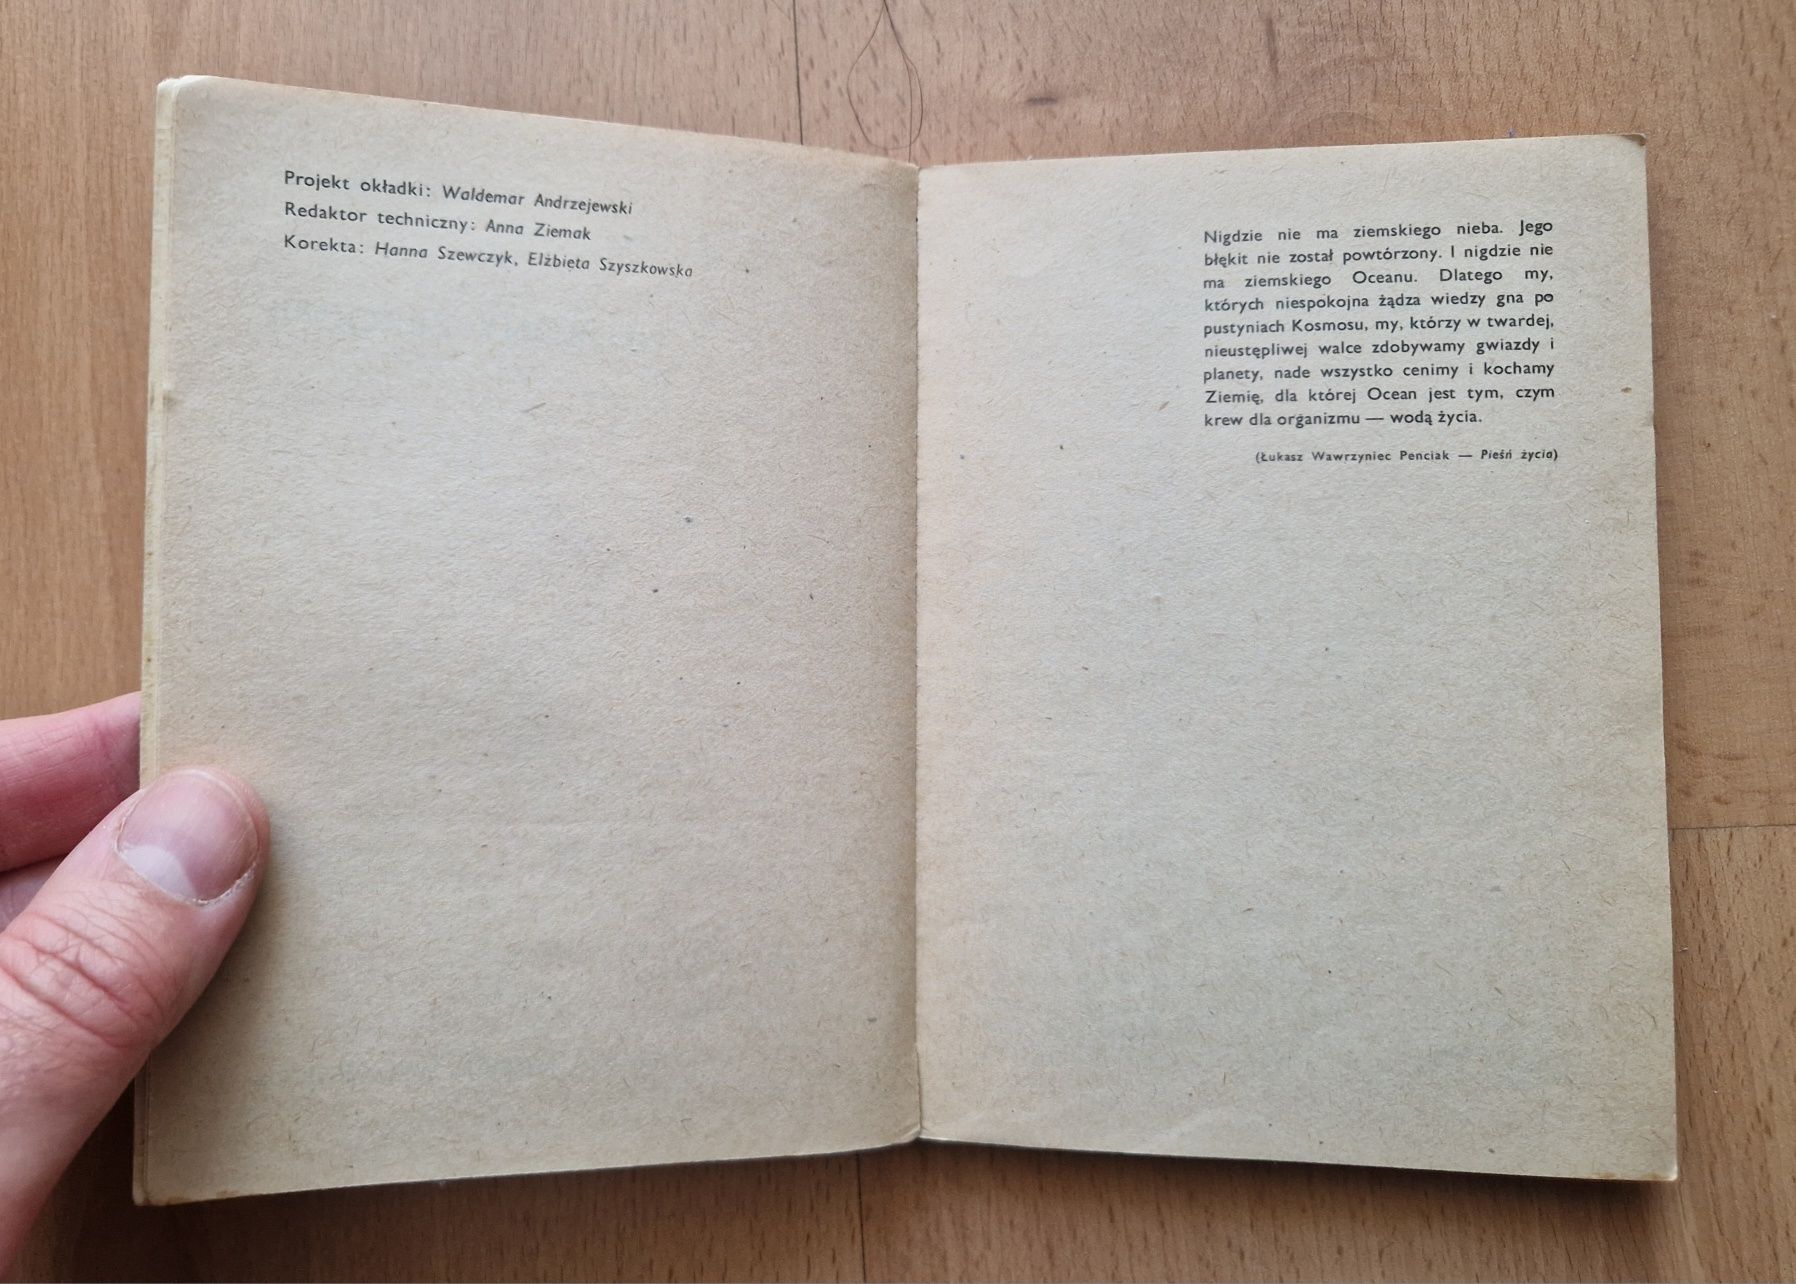 Projekt okładki: Waldemar Andrzejewski
Redaktor techniczny: Anna Ziemak
Korekta: Hanna Szewczyk, Elżbieta Szyszkowska
Nigdzie nie ma ziemskiego nieba. Jego
błękit nie został powtórzony. I nigdzie nie
ma ziemskiego Oceanu. Dlatego my,
których niespokojna żądza wiedzy gna po
pustyniach Kosmosu, my, którzy w twardej,
nieustępliwej walce zdobywamy gwiazdy i
planety, nade wszystko cenimy i kochamy
Ziemię, dla której Ocean jest tym, czym
krew dla organizmu — wodą życia.
(Łukasz Wawrzyniec Penciak — Pieśń życia)